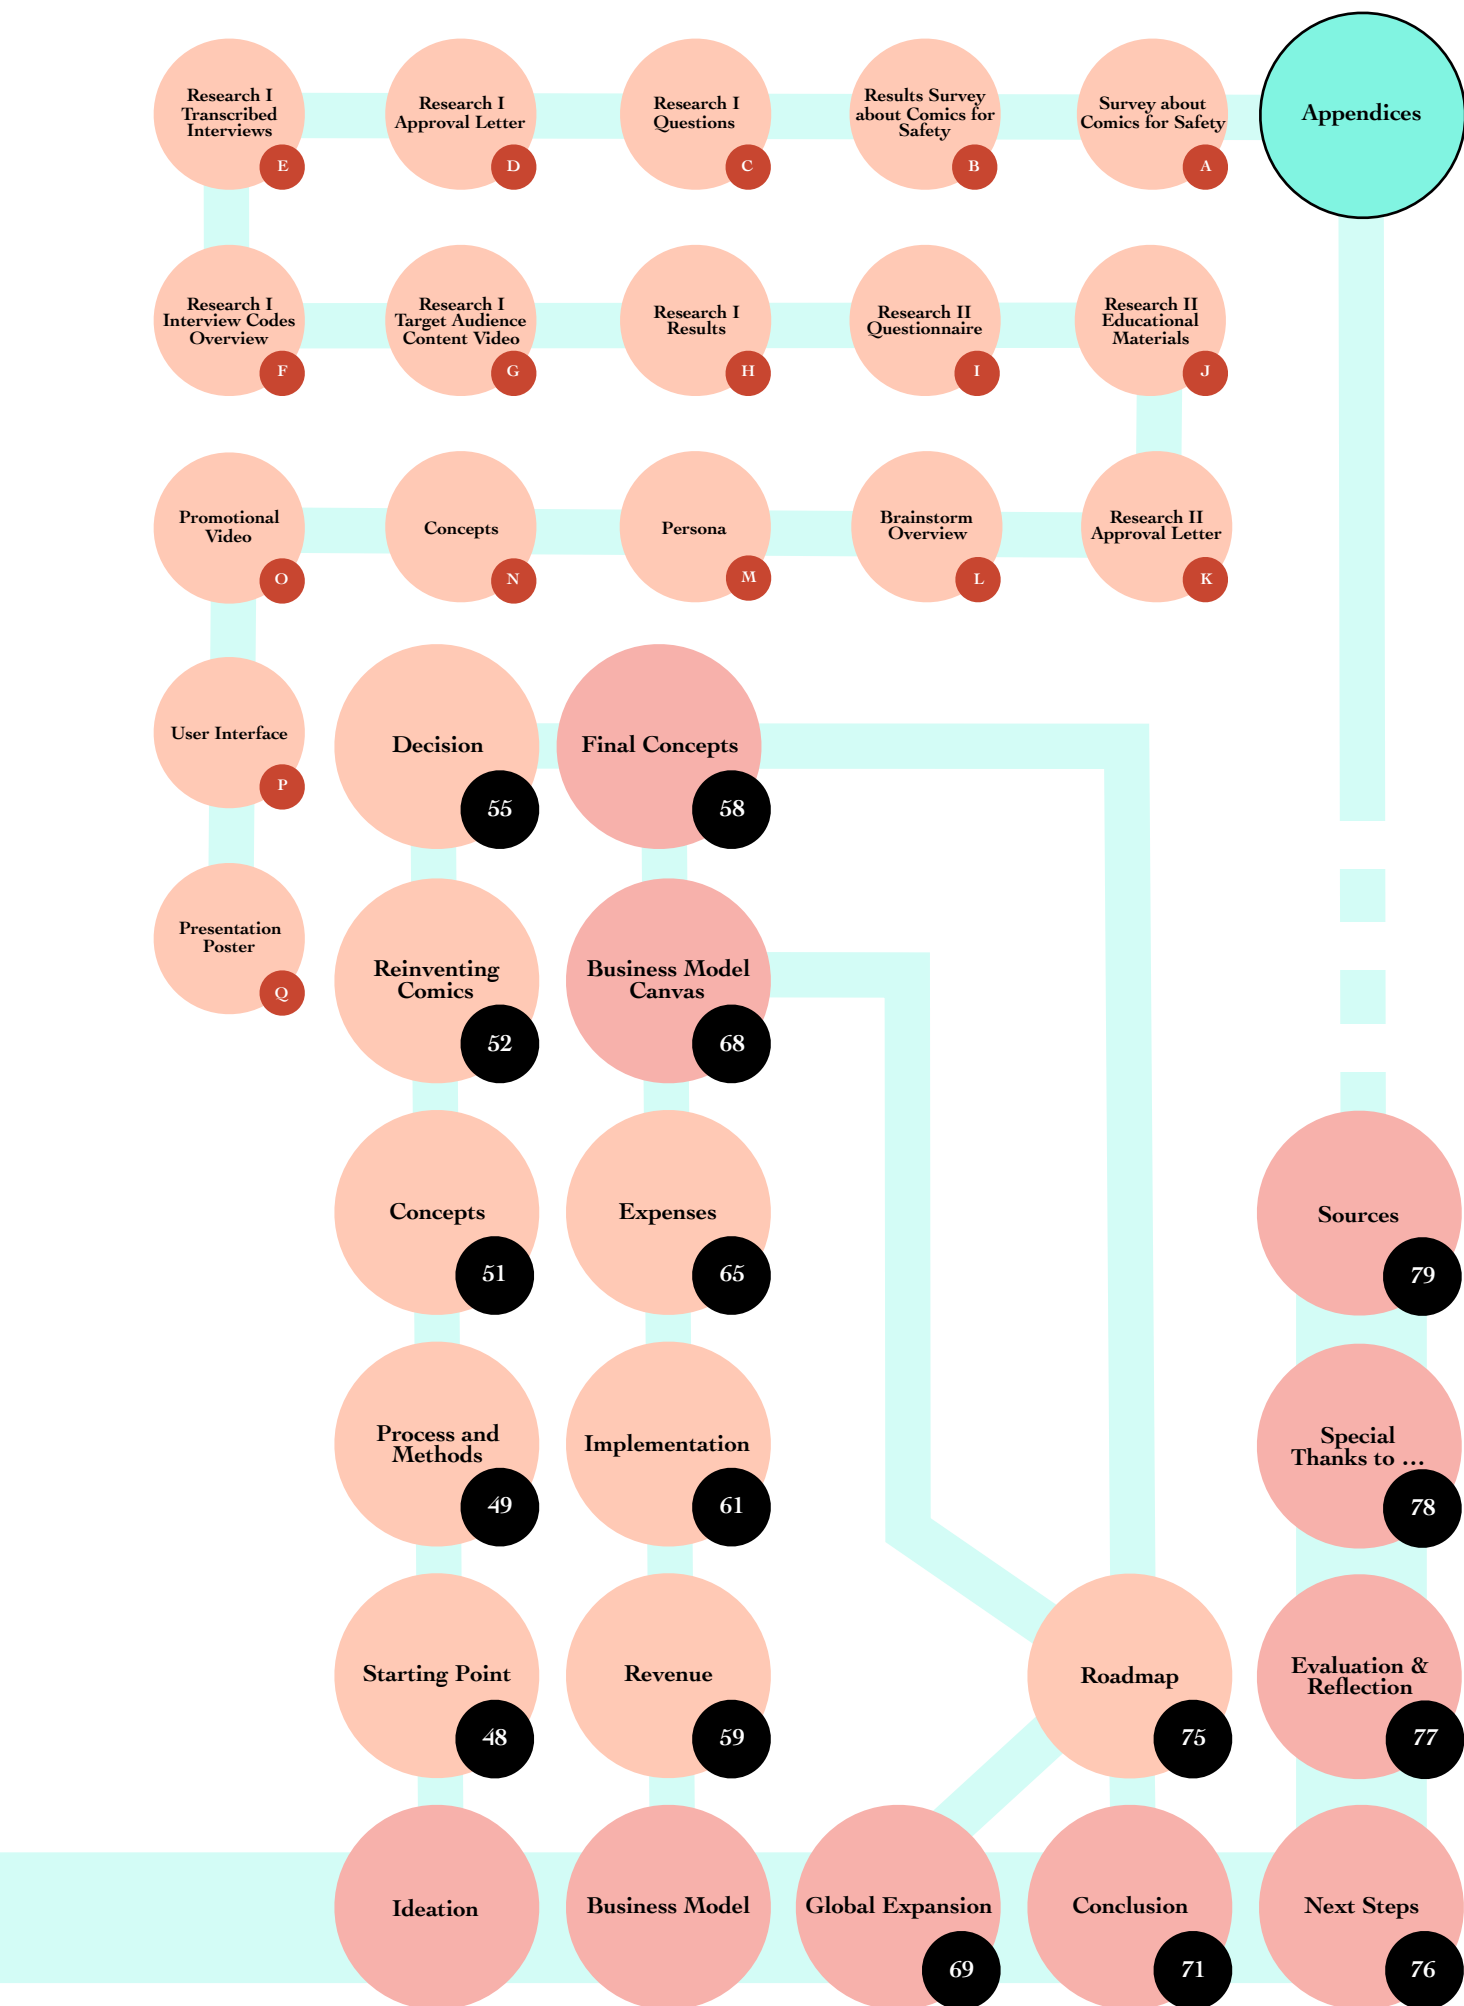 Research I
Transcribed
Interviews
E
Research I
Approval Letter
D
Research I
Questions
C
Results Survey
about Comics for
Safety
B
Survey about
Comics for Safety
A
Appendices
Research I
Interview Codes
Overview
F
Research I
Target Audience
Content Video
G
Research I
Results
H
Research II
Questionnaire
I
Research II
Educational
Materials
J
Promotional
Video
O
Concepts
N
Persona
M
Brainstorm
Overview
L
Research II
Approval Letter
K
User Interface
P
Decision
55
Final Concepts
58
Presentation
Poster
Q
Reinventing
Comics
52
Business Model
Canvas
68
Concepts
51
Expenses
65
Sources
79
Process and
Methods
49
Implementation
61
Special
Thanks to ...
78
Starting Point
48
Revenue
59
Roadmap
75
Evaluation &
Reflection
77
Ideation
Business Model
Global Expansion
69
Conclusion
71
Next Steps
76